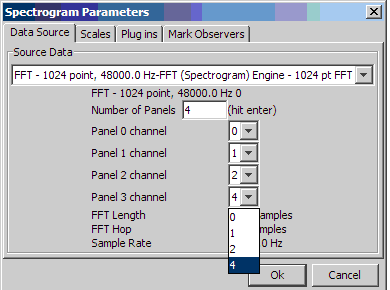 Spectrogram Parameters
Data Source Scales Plug ins Mark Observers
Source Data
FFT - 1024 point, 48000.0 Hz-FFT (Spectrogram) Engine - 1024 pt FFT
FFT - 1024 point, 48000.0 Hz 0
Number of Panels 4 (hit enter)
Panel 0 channel 0
Panel 1 channel 1
Panel 2 channel 2
Panel 3 channel 4
FFT Length 0 amples
FFT Hop 1 mples
Sample Rate 2 0 Hz
4
Ok Cancel